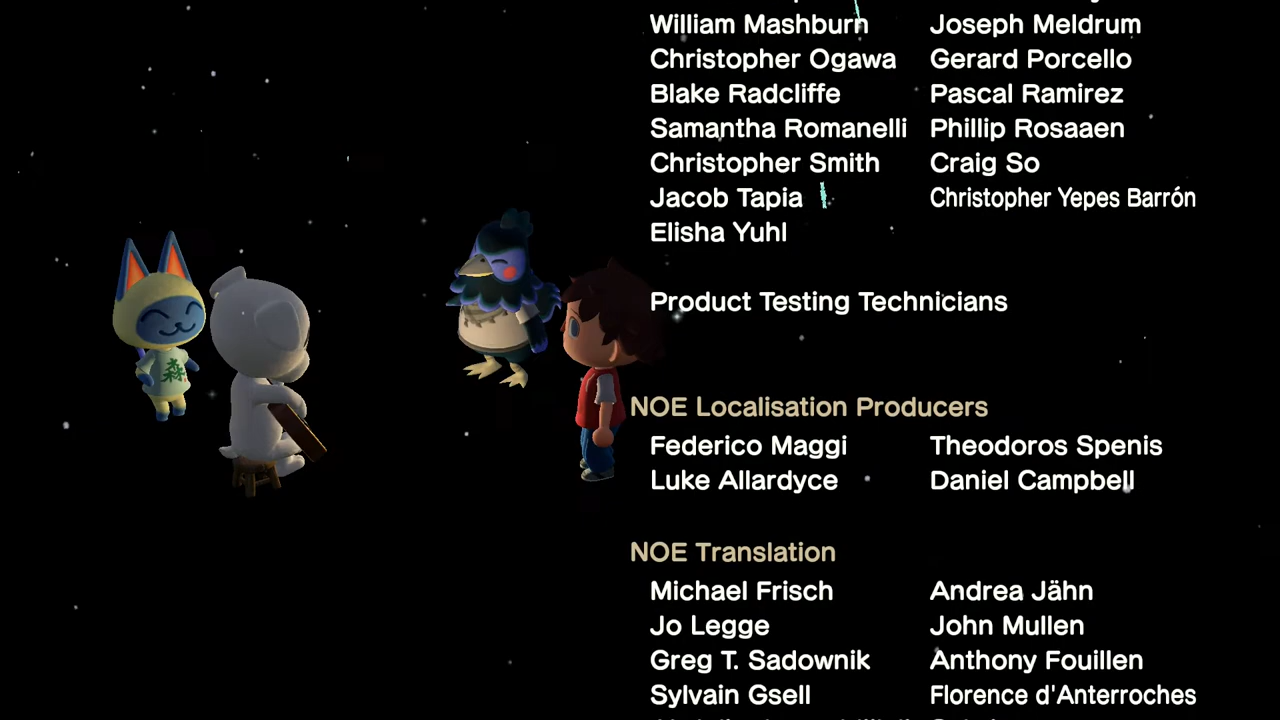 William Mashburn Joseph Meldrum
Christopher Ogawa Gerard Porcello
Blake Radcliffe Pascal Ramirez
Samantha Romanelli Phillip Rosaaen
Christopher Smith Craig So
Jacob Tapia Christopher Yepes Barrón
Elisha Yuhl
Product Testing Technicians
NOE Localisation Producers
Federico Maggi Theodoros Spenis
Luke Allardyce Daniel Campbell
NOE Translation
Michael Frisch Andrea Jähn
Jo Legge John Mullen
Greg T. Sadownik Anthony Fouillen
Sylvain Gsell Florence d'Anterroches
森